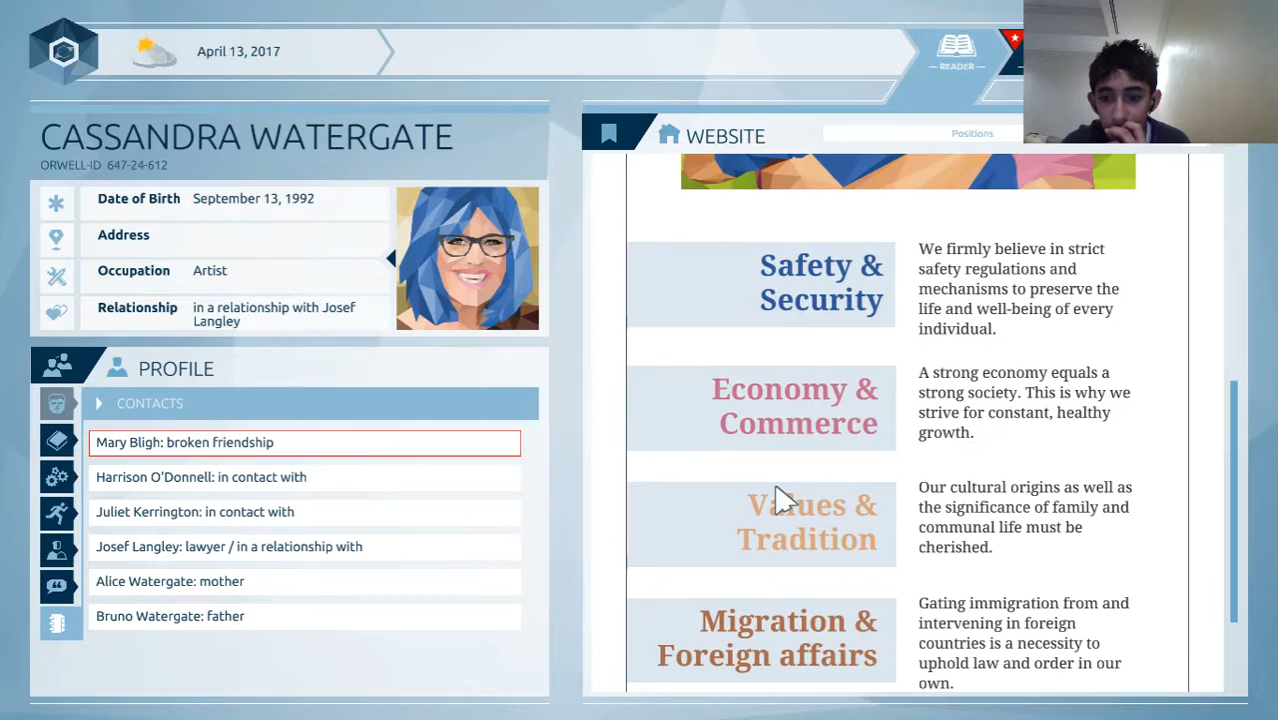 April 13, 2017
READER
CASSANDRA WATERGATE
ORWELL-ID 647-24-612
Date of Birth September 13, 1992
Address
Occupation Artist
Relationship in a relationship with Josef
Langley
PROFILE
CONTACTS
Mary Bligh: broken friendship
Harrison O'Donnell: in contact with
Juliet Kerrington: in contact with
Josef Langley: lawyer / in a relationship with
Alice Watergate: mother
Bruno Watergate: father
WEBSITE
Positions
Safety &
Security
We firmly believe in strict
safety regulations and
mechanisms to preserve the
life and well-being of every
individual.
Economy &
Commerce
A strong economy equals a
strong society. This is why we
strive for constant, healthy
growth.
Values &
Tradition
Our cultural origins as well as
the significance of family and
communal life must be
cherished.
Migration &
Foreign affairs
Gating immigration from and
intervening in foreign
countries is a necessity to
uphold law and order in our
own.